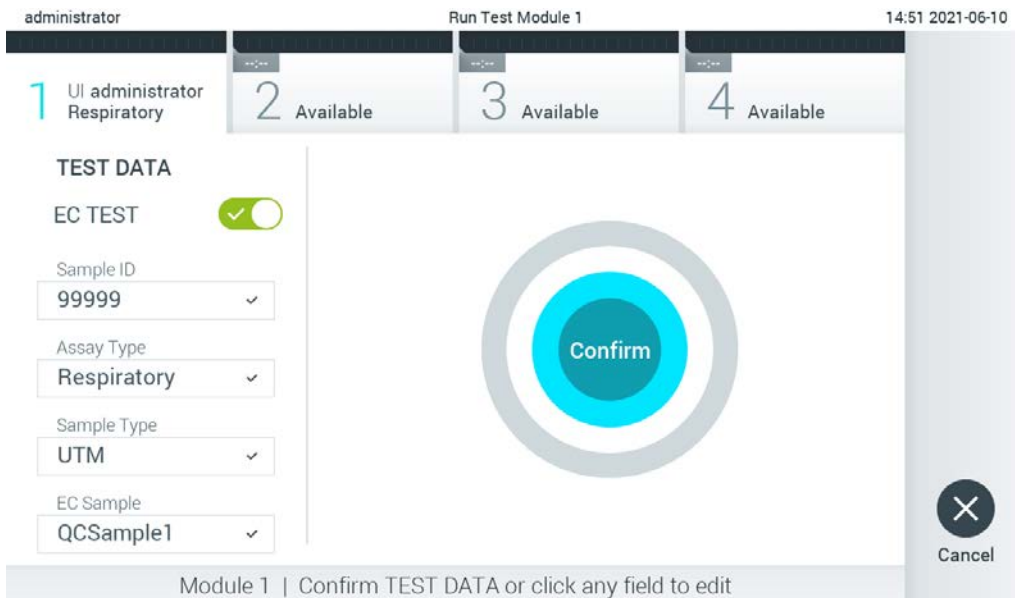 administrator Run Test Module 1 14:51 2021-06-10
--:-- --:-- --:--
1 UI administrator Respiratory
2 Available
3 Available
4 Available
TEST DATA
EC TEST
Sample ID
99999
Assay Type
Respiratory
Sample Type
UTM
EC Sample
QCSample1
Confirm
Cancel
Module 1 | Confirm TEST DATA or click any field to edit